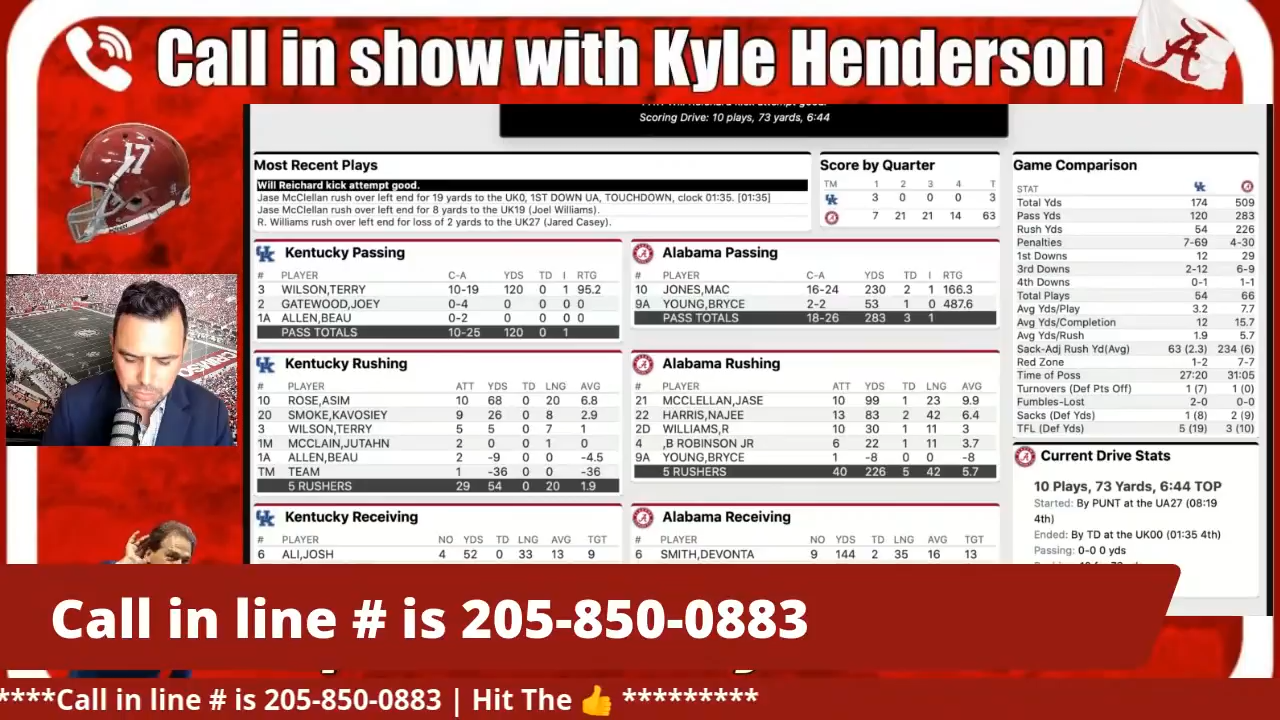 Call in show with Kyle Henderson
Scoring Drive: 10 plays, 73 yards, 6:44
Most Recent Plays
Will Reichard kick attempt good.
Jase McClellan rush over left end for 19 yards to the UK0, 1ST DOWN UA, TOUCHDOWN, clock 01:35. [01:35]
Jase McClellan rush over left end for 8 yards to the UK19 (Joel Williams).
R. Williams rush over left end for loss of 2 yards to the UK27 (Jared Casey).
Score by Quarter
TM 1 2 3 4 T
3 0 0 0 3
7 21 21 14 63
Game Comparison
STAT
Total Yds 174 509
Pass Yds 120 283
Rush Yds 54 226
Penalties 7-69 4-30
1st Downs 12 29
3rd Downs 2-12 6-9
4th Downs 0-1 1-1
Total Plays 54 66
Avg Yds/Play 3.2 7.7
Avg Yds/Completion 12 15.7
Avg Yds/Rush 1.9 5.7
Sack-Adj Rush Yd(Avg) 63 (2.3) 234 (6)
Red Zone 1-2 7-7
Time of Poss 27:20 31:05
Turnovers (Def Pts Off) 1 (7) 1 (0)
Fumbles-Lost 2-0 0-0
Sacks (Def Yds) 1 (8) 2 (9)
TFL (Def Yds) 5 (19) 3 (10)
Kentucky Passing
# PLAYER C-A YDS TD I RTG
3 WILSON,TERRY 10-19 120 0 1 95.2
2 GATEWOOD,JOEY 0-4 0 0 0 0
1A ALLEN,BEAU 0-2 0 0 0 0
PASS TOTALS 10-25 120 0 1
Alabama Passing
# PLAYER C-A YDS TD I RTG
10 JONES,MAC 16-24 230 2 1 166.3
9A YOUNG,BRYCE 2-2 53 1 0 487.6
PASS TOTALS 18-26 283 3 1
Kentucky Rushing
# PLAYER ATT YDS TD LNG AVG
10 ROSE,ASIM 10 68 0 20 6.8
20 SMOKE,KAVOSIEY 9 26 0 8 2.9
3 WILSON,TERRY 5 5 0 7 1
1M MCCLAIN,JUTAHN 2 0 0 1 0
1A ALLEN,BEAU 2 -9 0 0 -4.5
TM TEAM 1 -36 0 0 -36
5 RUSHERS 29 54 0 20 1.9
Alabama Rushing
# PLAYER ATT YDS TD LNG AVG
21 MCCLELLAN,JASE 10 99 1 23 9.9
22 HARRIS,NAJEE 13 83 2 42 6.4
2D WILLIAMS,R 10 30 1 11 3
4 ,B ROBINSON JR 6 22 1 11 3.7
9A YOUNG,BRYCE 1 -8 0 0 -8
5 RUSHERS 40 226 5 42 5.7
Current Drive Stats
10 Plays, 73 Yards, 6:44 TOP
Started: By PUNT at the UA27 (08:19
4th)
Ended: By TD at the UK00 (01:35 4th)
Passing: 0-0 0 yds
Kentucky Receiving
# PLAYER NO YDS TD LNG AVG TGT
6 ALI,JOSH 4 52 0 33 13 9
Alabama Receiving
# PLAYER NO YDS TD LNG AVG TGT
6 SMITH,DEVONTA 9 144 2 35 16 13
17
Call in line # is 205-850-0883
****Call in line # is 205-850-0883 | Hit The 👍 *********